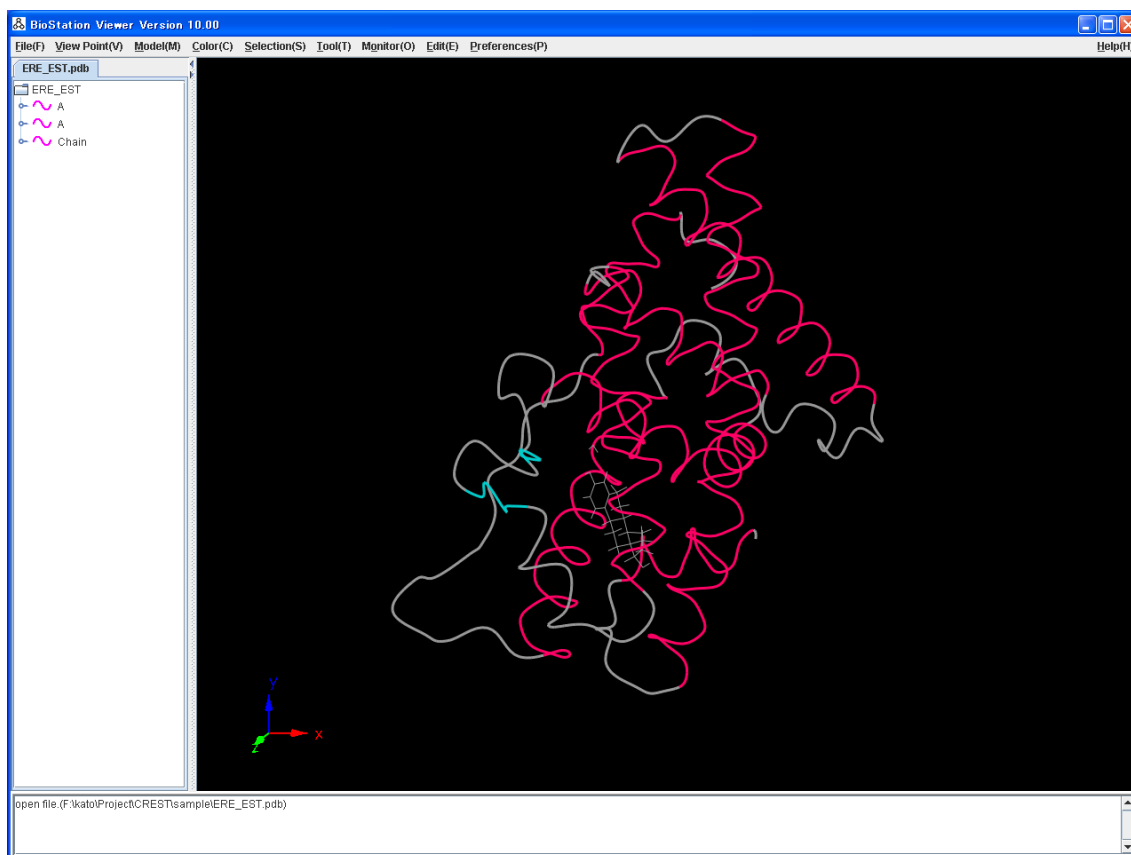 BioStation Viewer Version 10.00
File(F) View Point(V) Model(M) Color(C) Selection(S) Tool(T) Monitor(O) Edit(E) Preferences(P) Help(H)
ERE_EST.pdb
ERE_EST
A
A
Chain
Y
X
Z
open file.(F:\kato\Project\CREST\sample\ERE_EST.pdb)